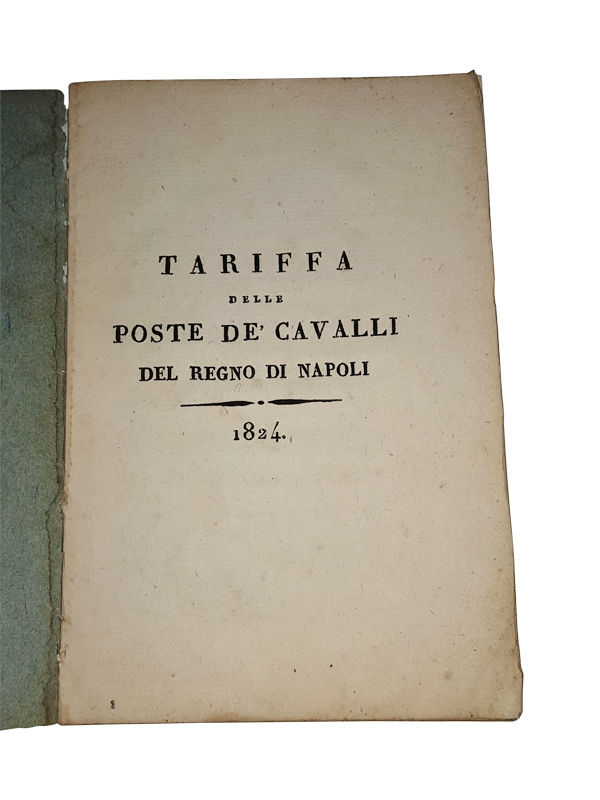 TARIFFA
DELLE
POSTE DE' CAVALLI
DEL REGNO DI NAPOLI
1824.